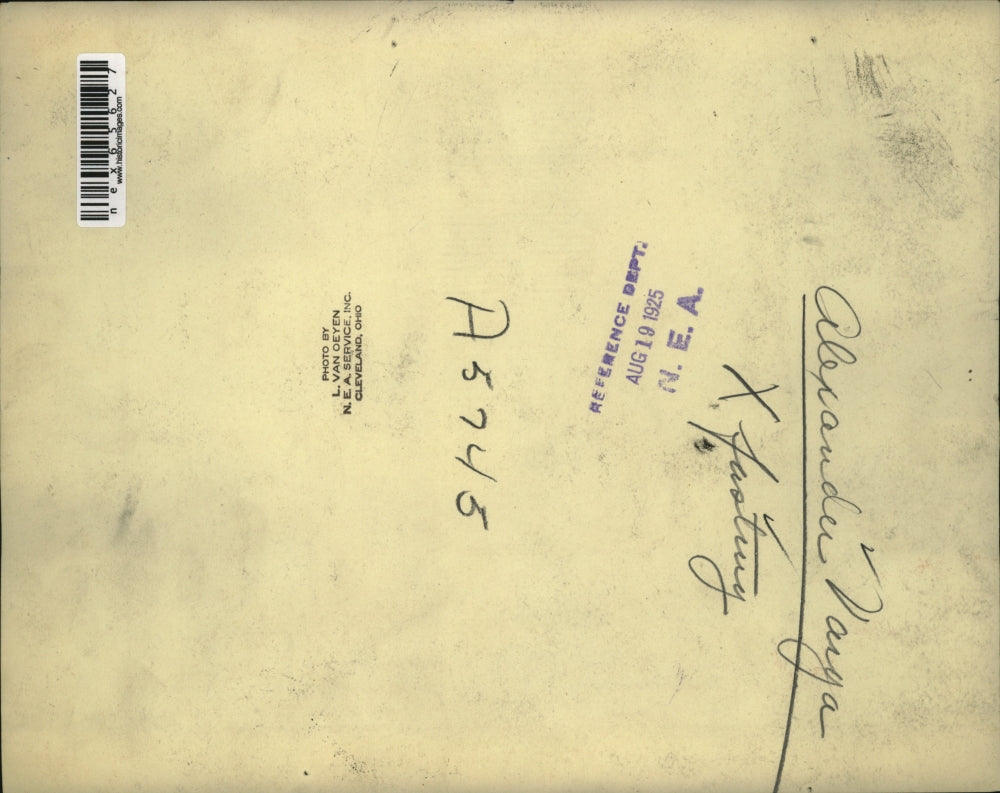 Alexander Varga
X fasting
REFERENCE DEPT.
AUG 19 1925
N. E. A.
A5745
PHOTO BY
L. VAN OEYEN
N. E. A. SERVICE, INC.
CLEVELAND, OHIO
nex65627
www.historicimages.com